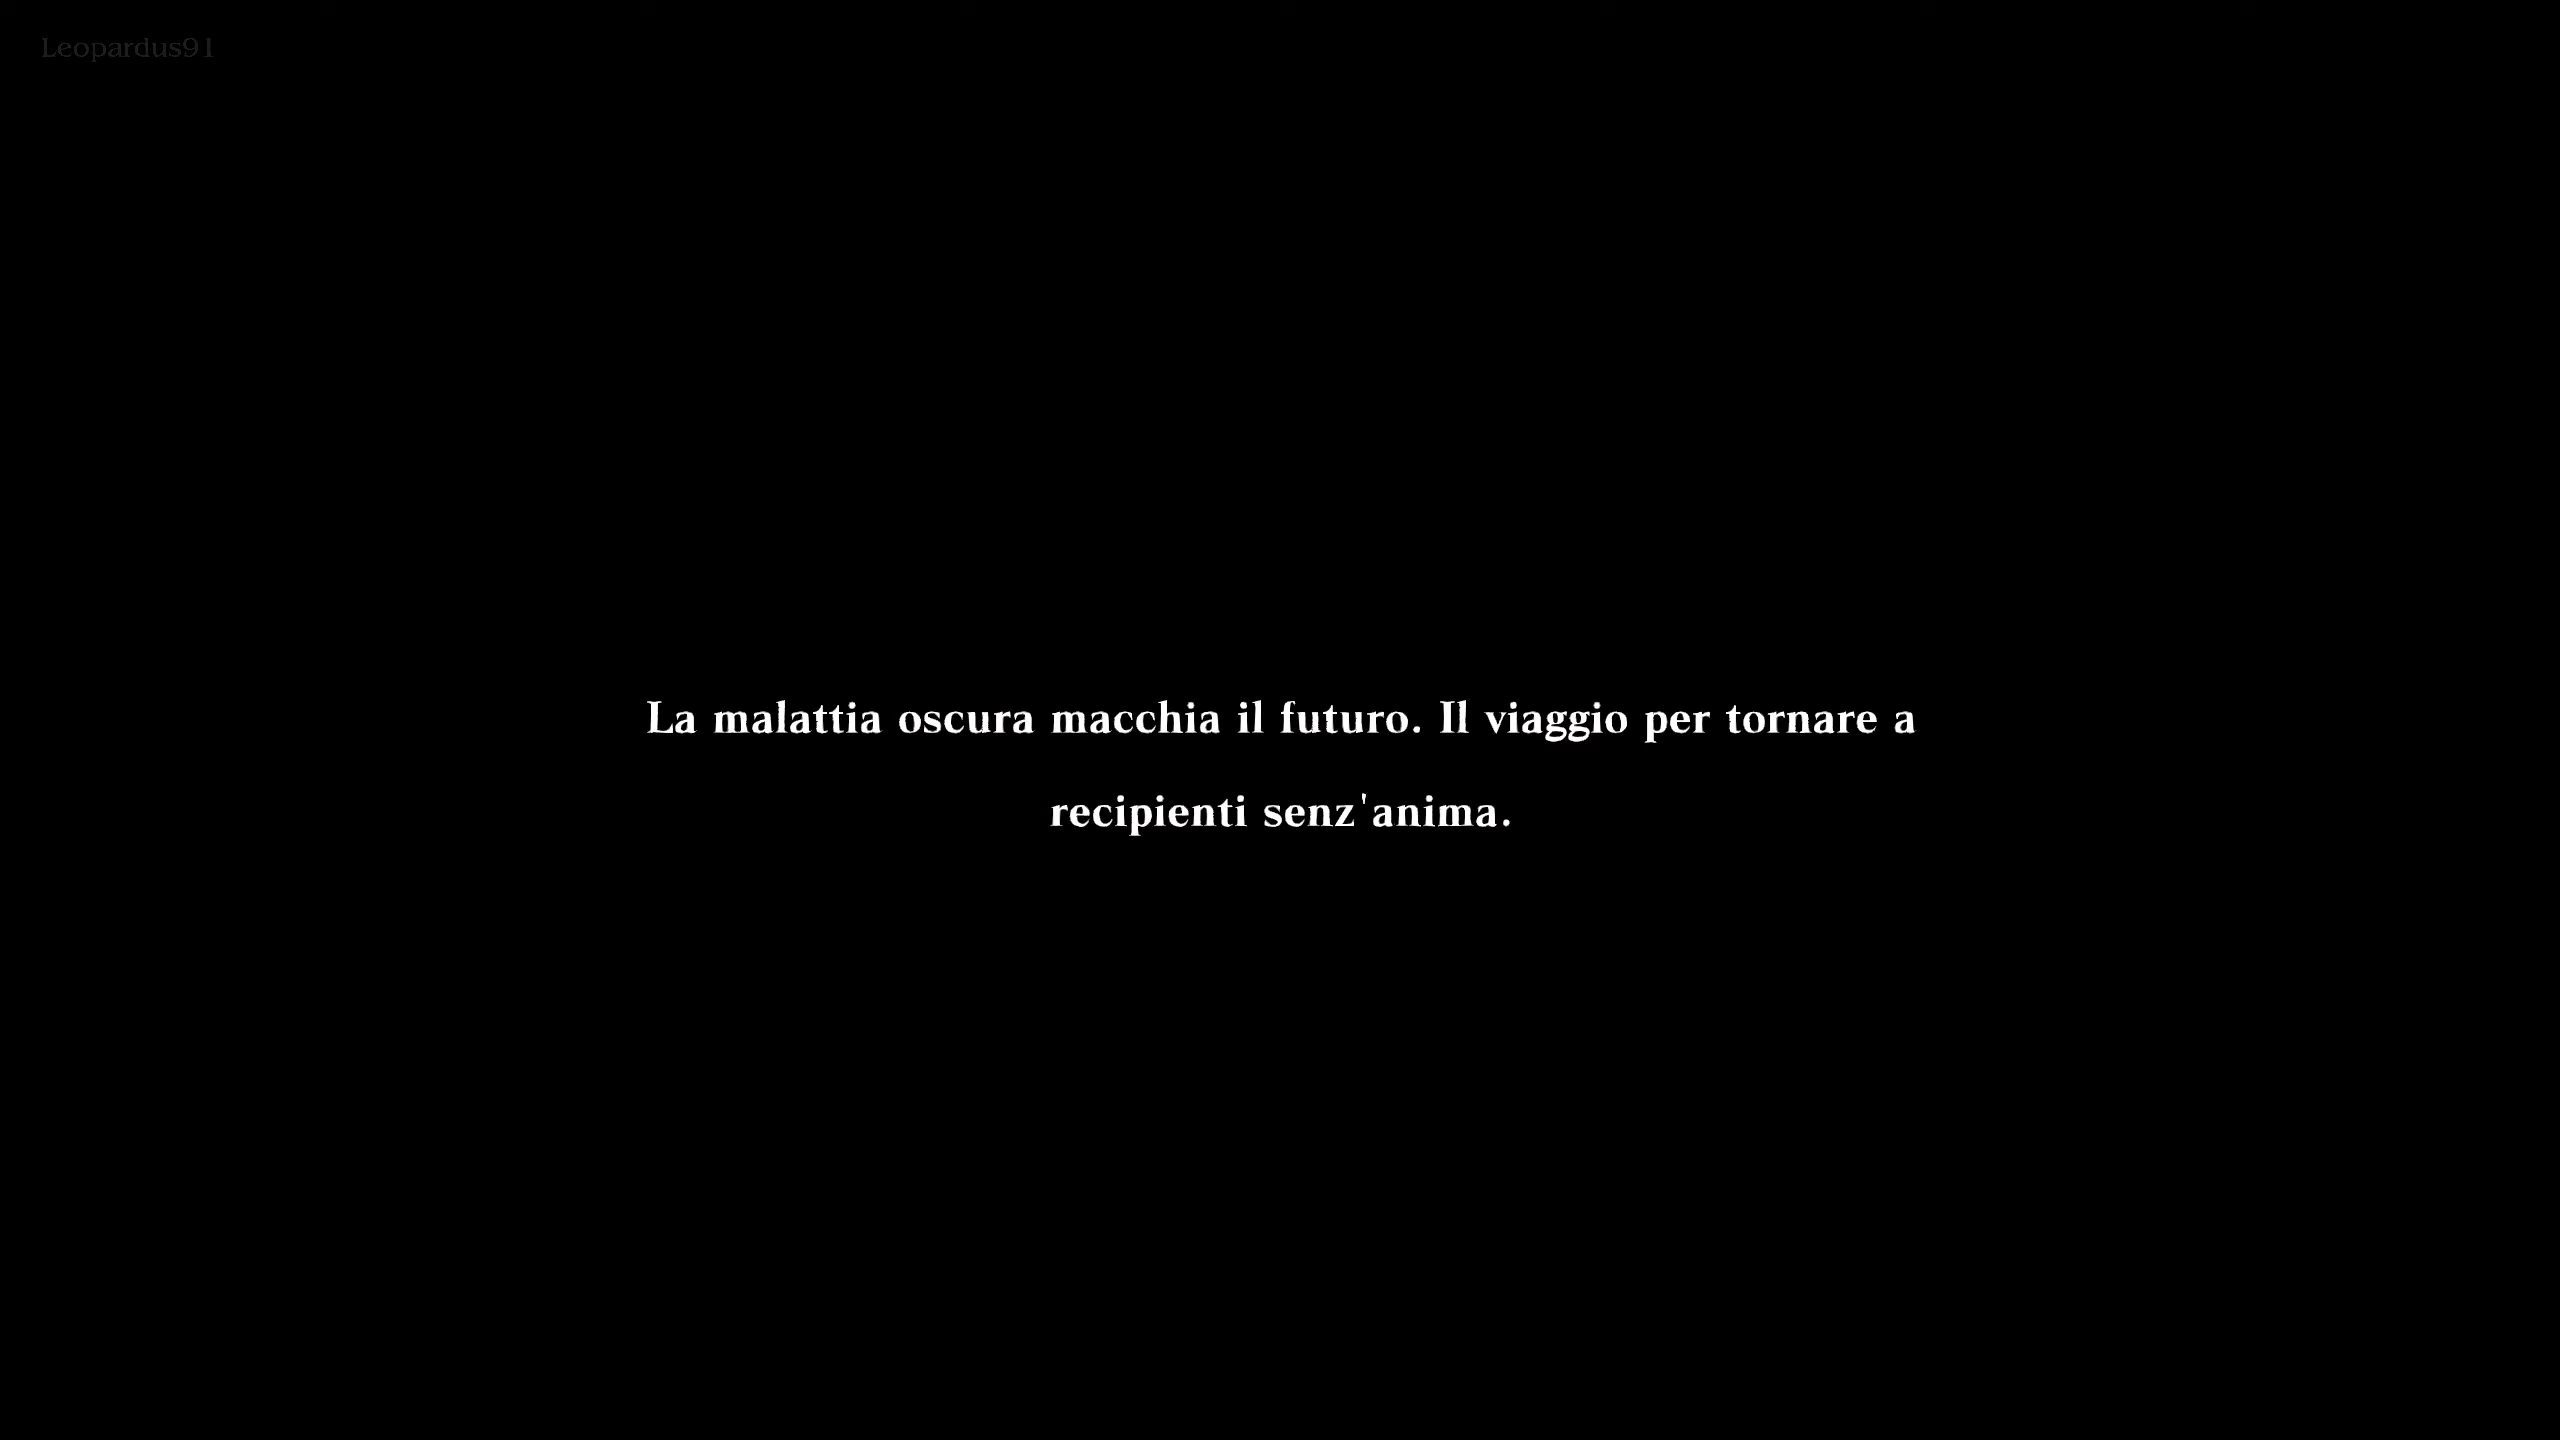 Leopardus91
La malattia oscura macchia il futuro. Il viaggio per tornare a
recipienti senz'anima.